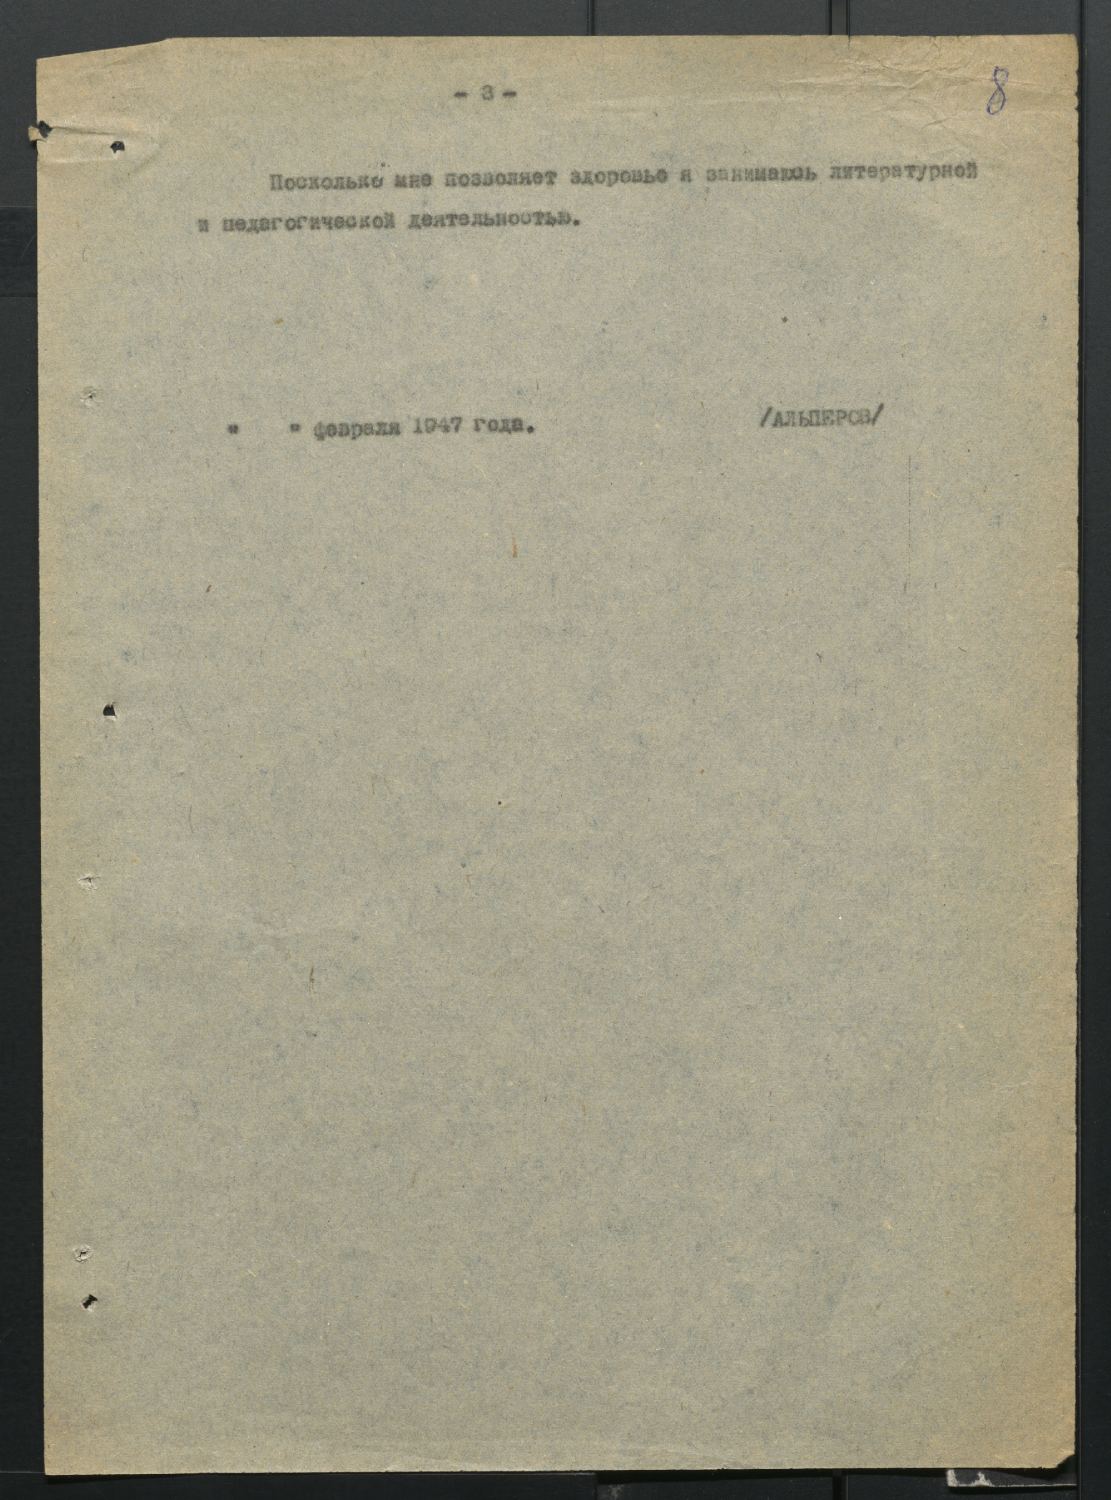 - 3 -
8
Поскольку мне позволяет здоровье я занимаюсь литературной
и педагогической деятельностью.
" " февраля 1947 года. /АЛЬПЕРОВ/